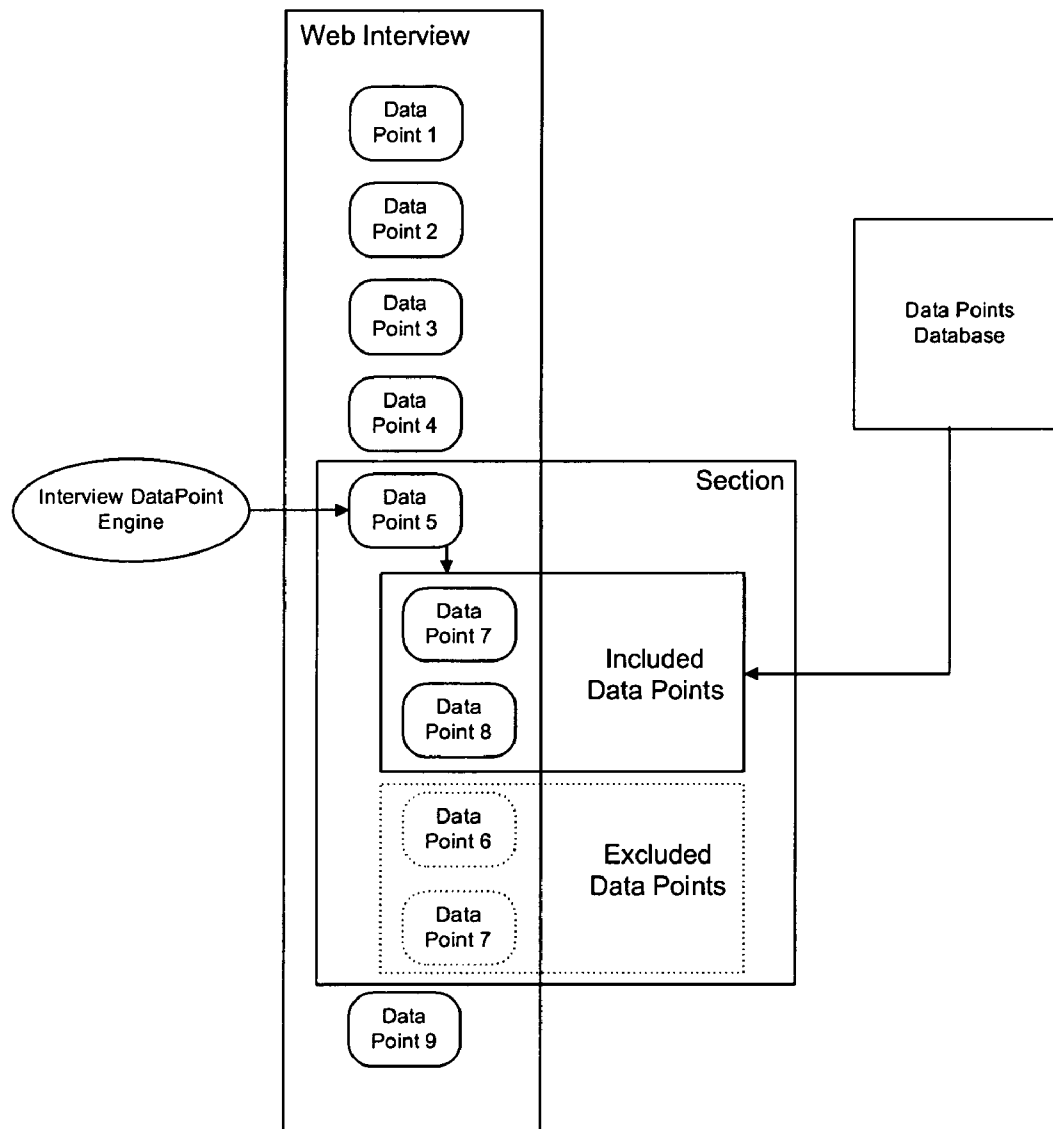 Web Interview
Data
Point 1
Data
Point 2
Data
Point 3
Data
Point 4
Data Points
Database
Interview DataPoint
Engine
Section
Data
Point 5
Data
Point 7
Data
Point 8
Included
Data Points
Data
Point 6
Data
Point 7
Excluded
Data Points
Data
Point 9